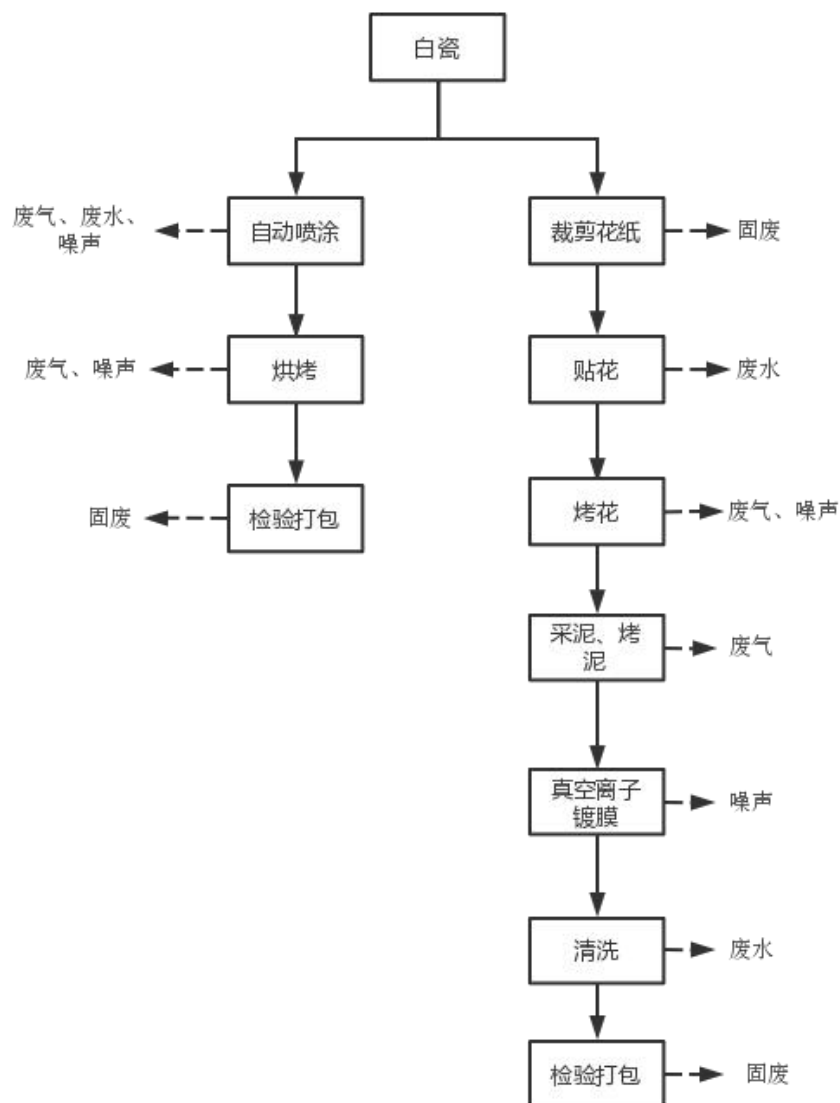 白瓷
废气、废水、
噪声
自动喷涂
裁剪花纸
固废
废气、噪声
烘烤
贴花
废水
固废
检验打包
烤花
废气、噪声
采泥、烤
泥
废气
真空离子
镀膜
噪声
清洗
废水
检验打包
固废